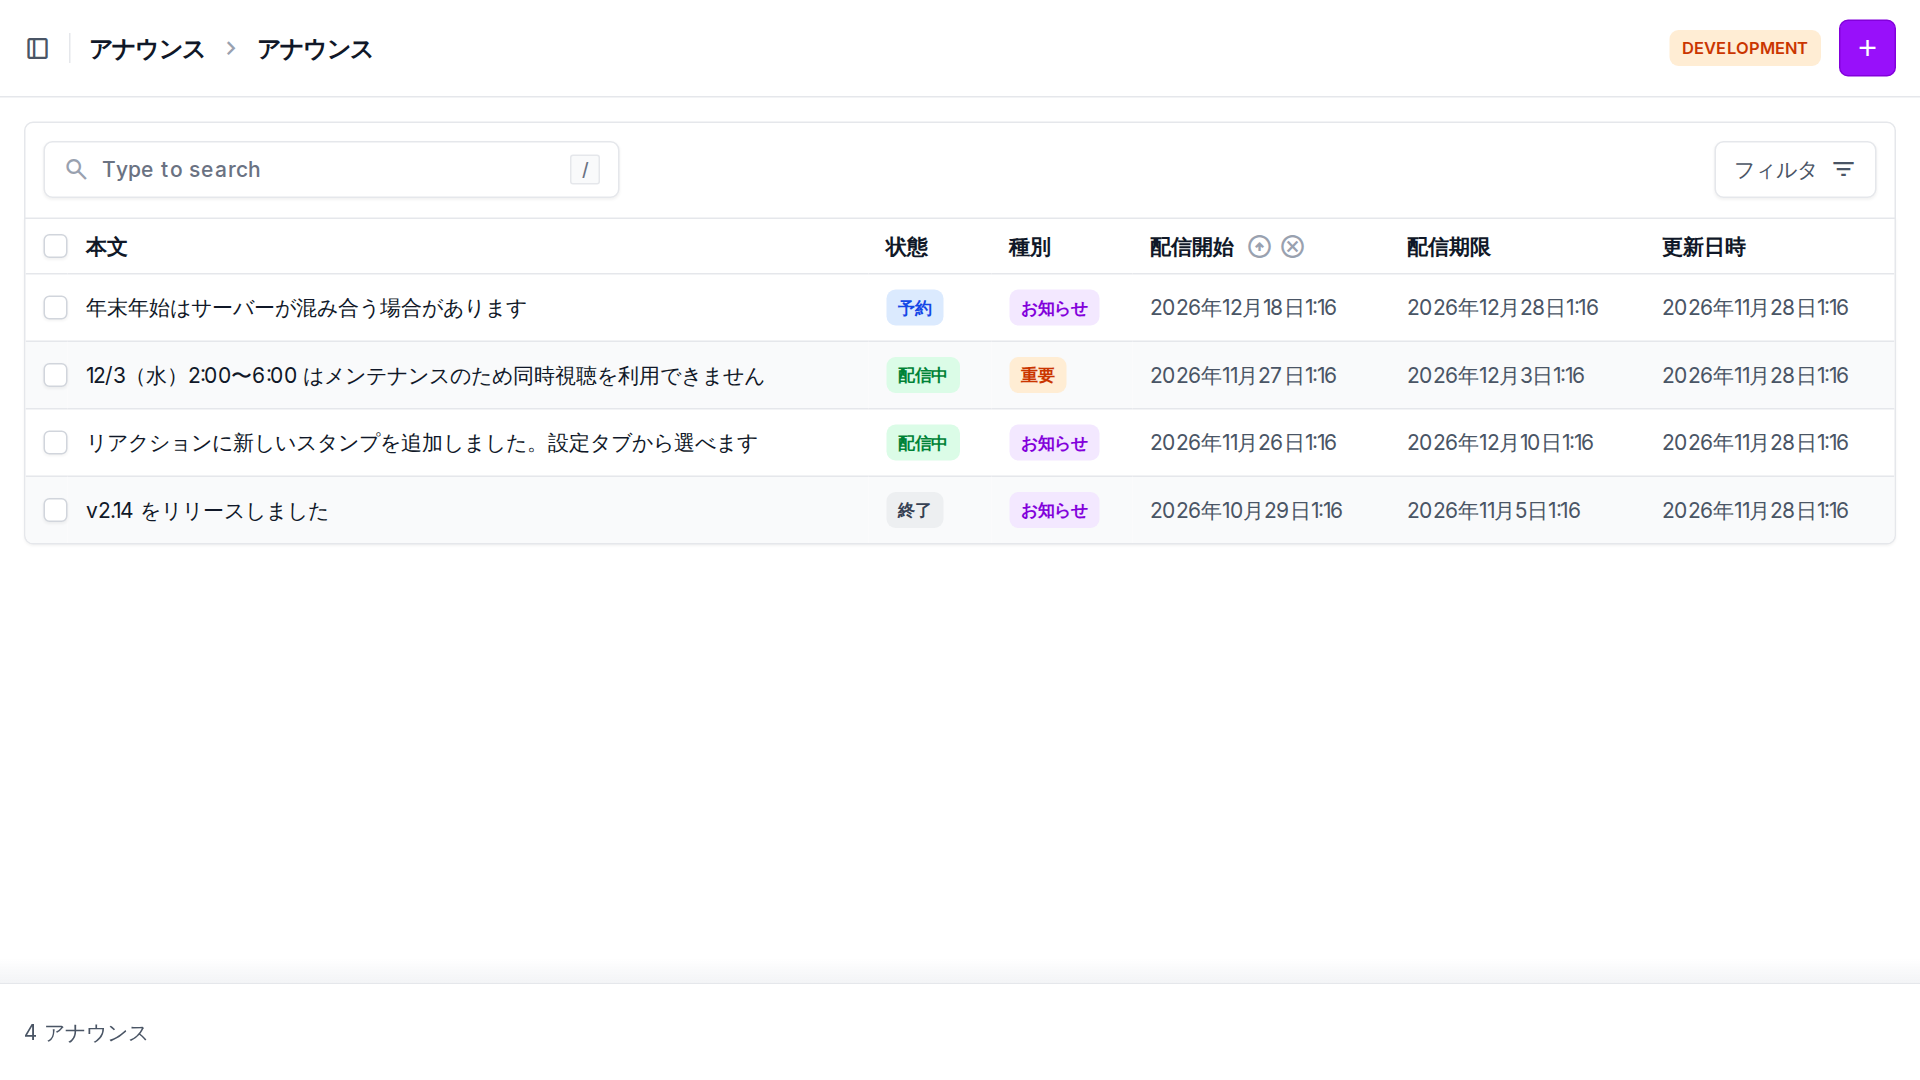 アナウンス アナウンス DEVELOPMENT
Type to search / フィルタ
本文 状態 種別 配信開始 配信期限 更新日時
年末年始はサーバーが混み合う場合があります 予約 お知らせ 2026年12月18日1:16 2026年12月28日1:16 2026年11月28日1:16
12/3（水）2:00〜6:00 はメンテナンスのため同時視聴を利用できません 配信中 重要 2026年11月27日1:16 2026年12月3日1:16 2026年11月28日1:16
リアクションに新しいスタンプを追加しました。設定タブから選べます 配信中 お知らせ 2026年11月26日1:16 2026年12月10日1:16 2026年11月28日1:16
v2.14 をリリースしました 終了 お知らせ 2026年10月29日1:16 2026年11月5日1:16 2026年11月28日1:16
4 アナウンス